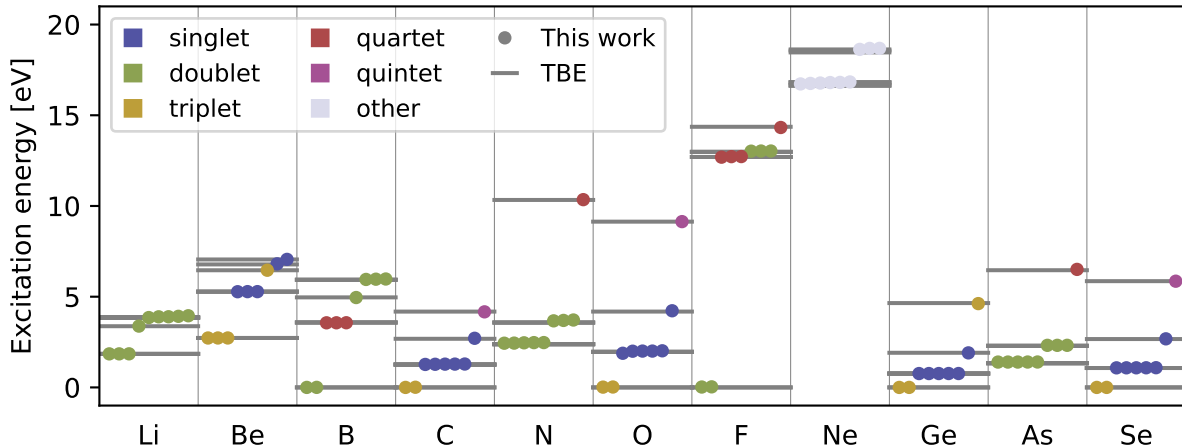 Excitation energy [eV]
20
15
10
5
0
singlet
doublet
triplet
quartet
quintet
other
This work
TBE
Li Be B C N O F Ne Ge As Se